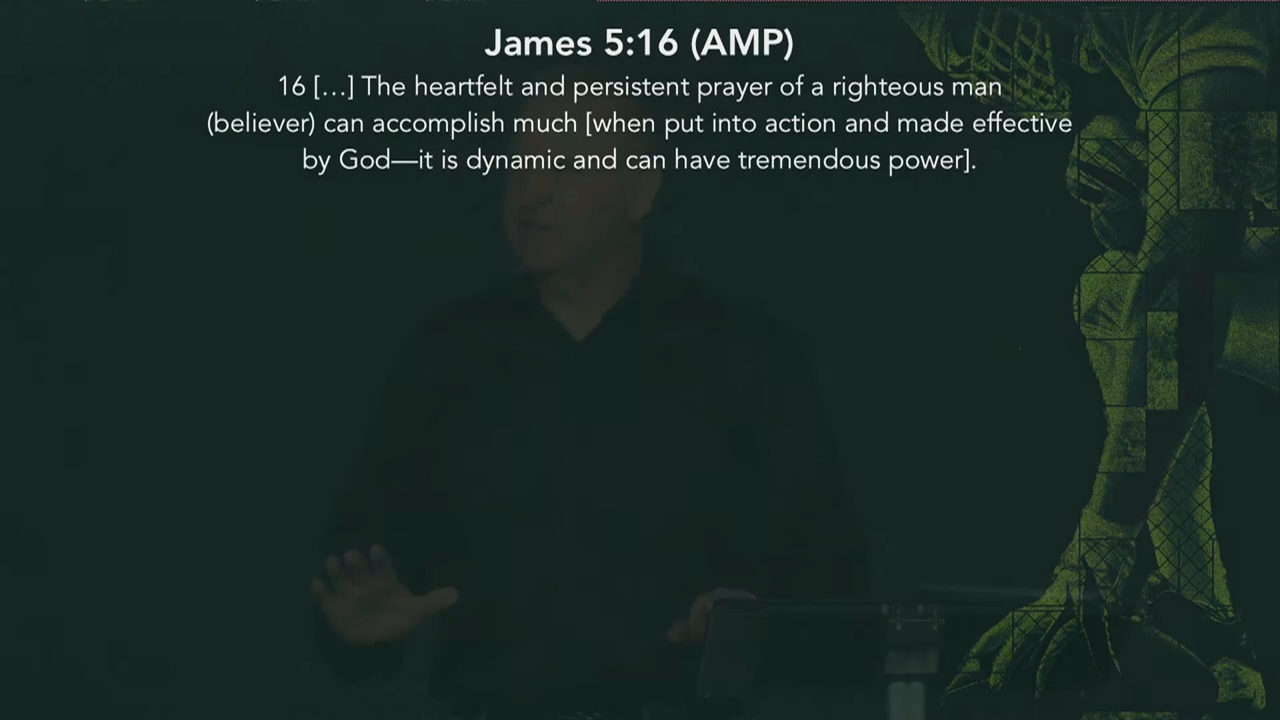 James 5:16 (AMP)
16 […] The heartfelt and persistent prayer of a righteous man
(believer) can accomplish much [when put into action and made effective
by God—it is dynamic and can have tremendous power].